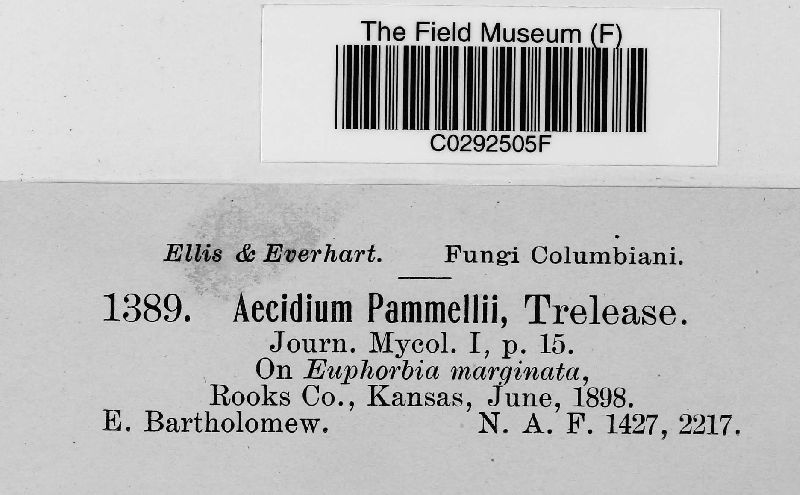 The Field Museum (F)
C0292505F
Ellis & Everhart. Fungi Columbiani.
1389. Aecidium Pammellii, Trelease.
Journ. Mycol. I, p. 15.
On Euphorbia marginata,
Rooks Co., Kansas, June, 1898.
E. Bartholomew. N. A. F. 1427, 2217.